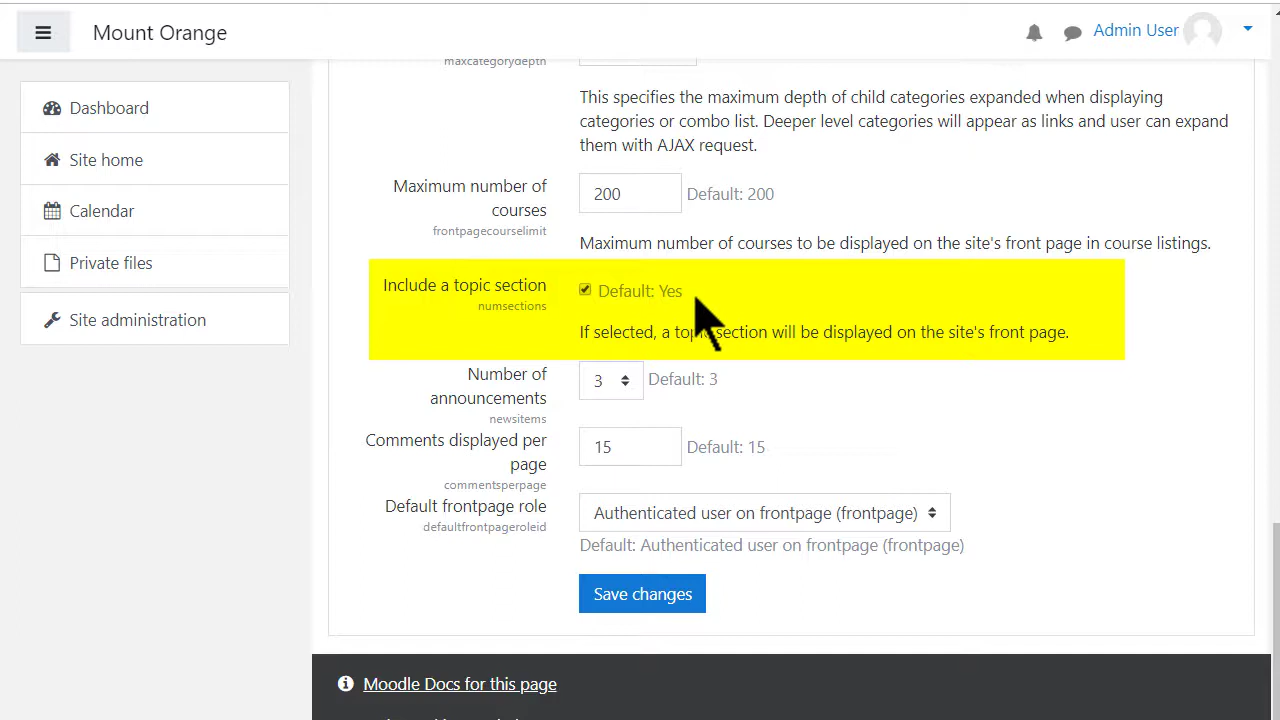 Mount Orange
Admin User
Dashboard
Site home
Calendar
Private files
Site administration
maxcategorydepth
This specifies the maximum depth of child categories expanded when displaying
categories or combo list. Deeper level categories will appear as links and user can expand
them with AJAX request.
Maximum number of
courses
frontpagecourselimit
200 Default: 200
Maximum number of courses to be displayed on the site's front page in course listings.
Include a topic section
numsections
Default: Yes
If selected, a topic section will be displayed on the site's front page.
Number of
announcements
newsitems
3 Default: 3
Comments displayed per
page
commentsperpage
15 Default: 15
Default frontpage role
defaultfrontpageroleid
Authenticated user on frontpage (frontpage)
Default: Authenticated user on frontpage (frontpage)
Save changes
Moodle Docs for this page